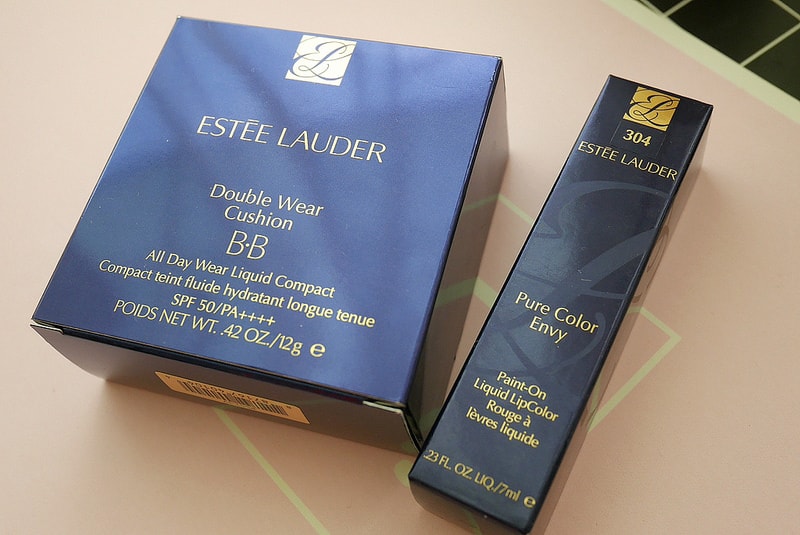 ESTĒE LAUDER
Double Wear
Cushion
B·B
All Day Wear Liquid Compact
Compact teint fluide hydratant longue tenue
SPF 50/PA++++
POIDS NET WT. .42 OZ./12g e
304
ESTĒE LAUDER
Pure Color
Envy
Paint-On
Liquid LipColor
Rouge à
lèvres liquide
.23 FL. OZ. LIQ./7ml e